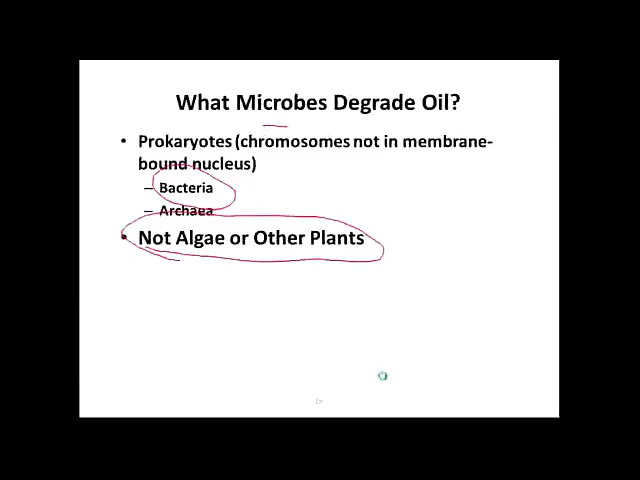 What Microbes Degrade Oil?
• Prokaryotes (chromosomes not in membrane-
bound nucleus)
– Bacteria
– Archaea
• Not Algae or Other Plants